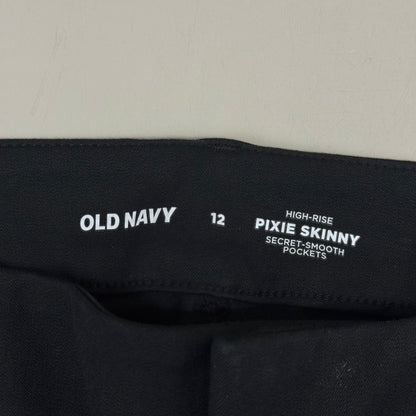 OLD NAVY
12
HIGH-RISE
PIXIE SKINNY
SECRET-SMOOTH
POCKETS